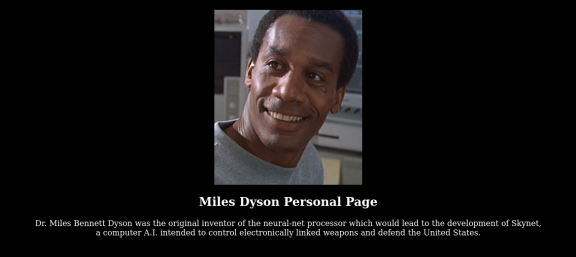 Miles Dyson Personal Page
Dr. Miles Bennett Dyson was the original inventor of the neural-net processor which would lead to the development of Skynet,
a computer A.I. intended to control electronically linked weapons and defend the United States.